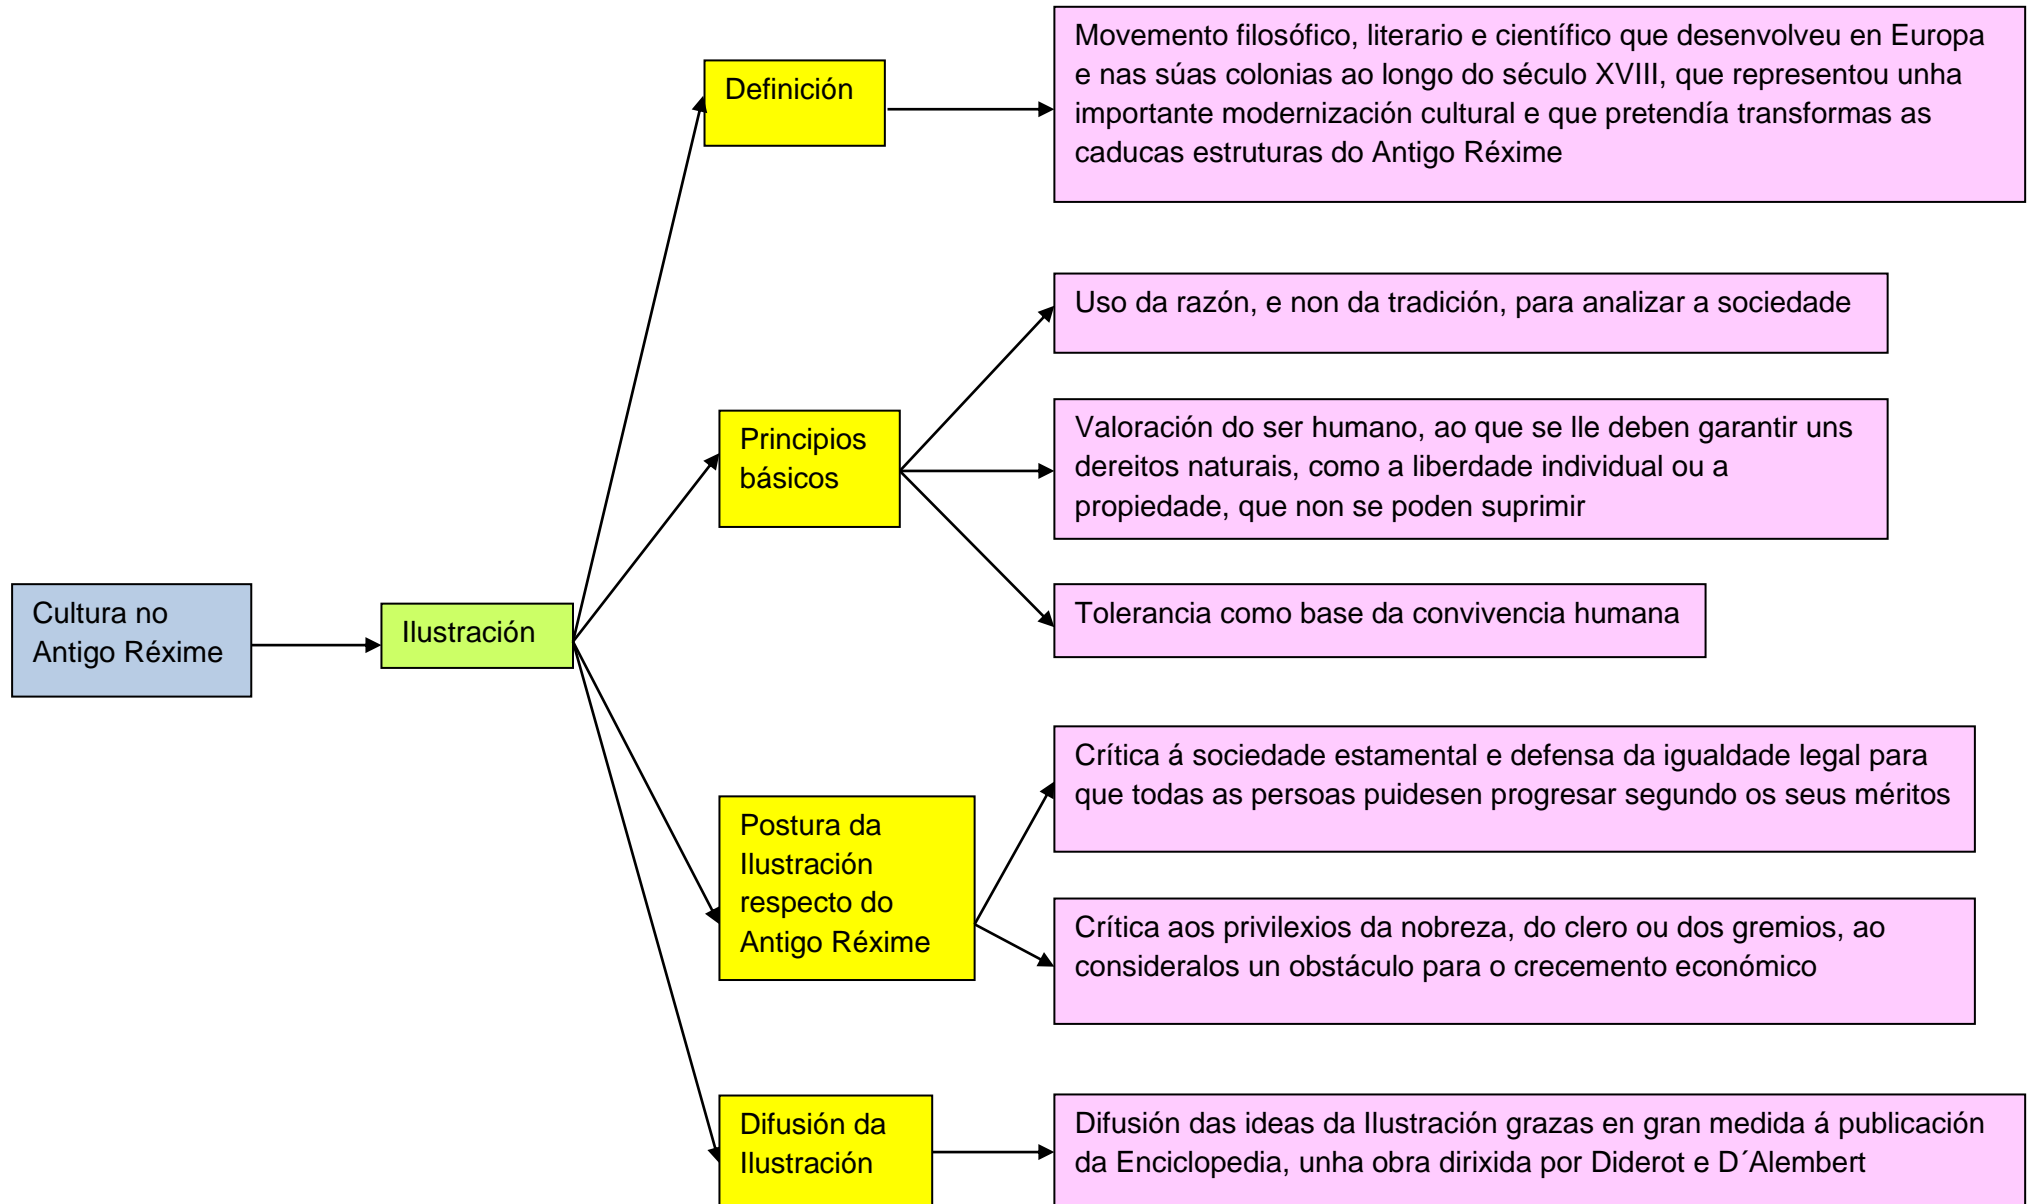 Cultura no
Antigo Réxime
Ilustración
Definición
Movemento filosófico, literario e científico que desenvolveu en Europa
e nas súas colonias ao longo do século XVIII, que representou unha
importante modernización cultural e que pretendía transformas as
caducas estruturas do Antigo Réxime
Principios
básicos
Uso da razón, e non da tradición, para analizar a sociedade
Valoración do ser humano, ao que se lle deben garantir uns
dereitos naturais, como a liberdade individual ou a
propiedade, que non se poden suprimir
Tolerancia como base da convivencia humana
Postura da
Ilustración
respecto do
Antigo Réxime
Crítica á sociedade estamental e defensa da igualdade legal para
que todas as persoas puidesen progresar segundo os seus méritos
Crítica aos privilexios da nobreza, do clero ou dos gremios, ao
consideralos un obstáculo para o crecemento económico
Difusión da
Ilustración
Difusión das ideas da Ilustración grazas en gran medida á publicación
da Enciclopedia, unha obra dirixida por Diderot e D´Alembert